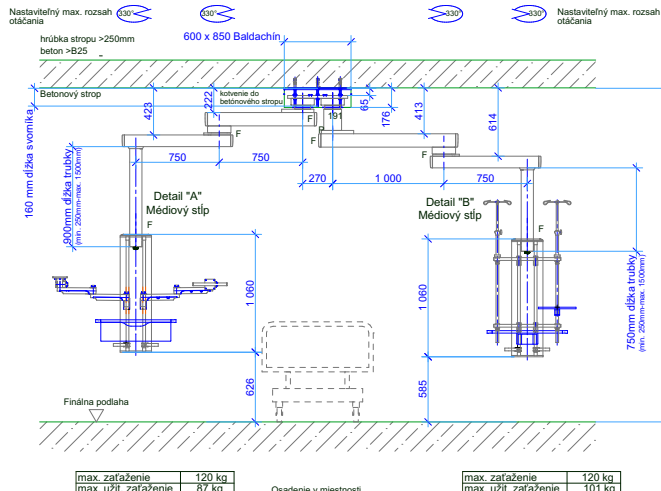 Nastaviteľný max. rozsah
otáčania
330°
330°
330°
330°
Nastaviteľný max. rozsah
otáčania
hrúbka stropu >250mm
beton >B25
600 x 850 Baldachín
Betonový strop
kotvenie do
betónového stropu
160 mm dĺžka svorníka
423
222
65
176
191
413
614
F
F
F
F
750
750
270
1 000
750
900mm dĺžka trubky
(min. 250mm-max. 1500mm)
Detail "A"
Médiový stĺp
F
Detail "B"
Médiový stĺp
F
750mm dĺžka trubky
(min. 250mm-max. 1500mm)
1 060
1 060
626
585
Finálna podlaha
max. zaťaženie 120 kg
max. užit. zaťaženie 87 kg
Osadenie v miestnosti
max. zaťaženie 120 kg
max. užit. zaťaženie 101 kg